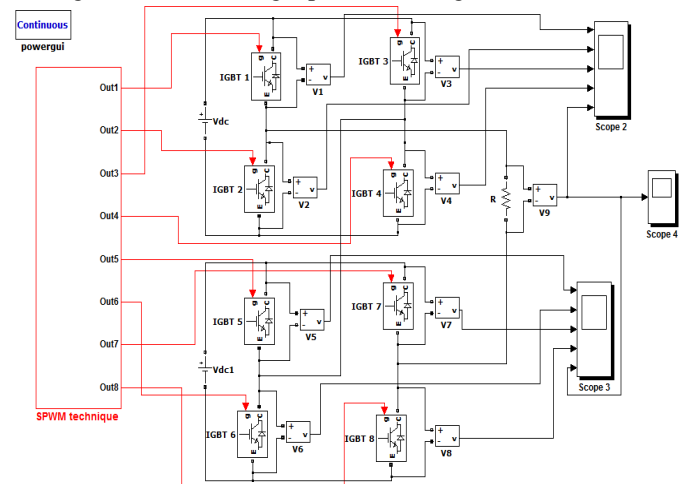 Continuous
powergui
Out1
Out2
Out3
Out4
Out5
Out6
Out7
Out8
SPWM technique
+
Vdc
+
Vdc1
g C
IGBT 1
E
+
-
v
V1
g C
IGBT 2
E
+
-
v
V2
g C
IGBT 3
E
+
-
v
V3
g C
IGBT 4
E
+
-
v
V4
R
+
-
v
V9
g C
IGBT 5
E
+
-
v
V5
g C
IGBT 6
E
+
-
v
V6
g C
IGBT 7
E
+
-
v
V7
g C
IGBT 8
E
+
-
v
V8
Scope 2
Scope 4
Scope 3